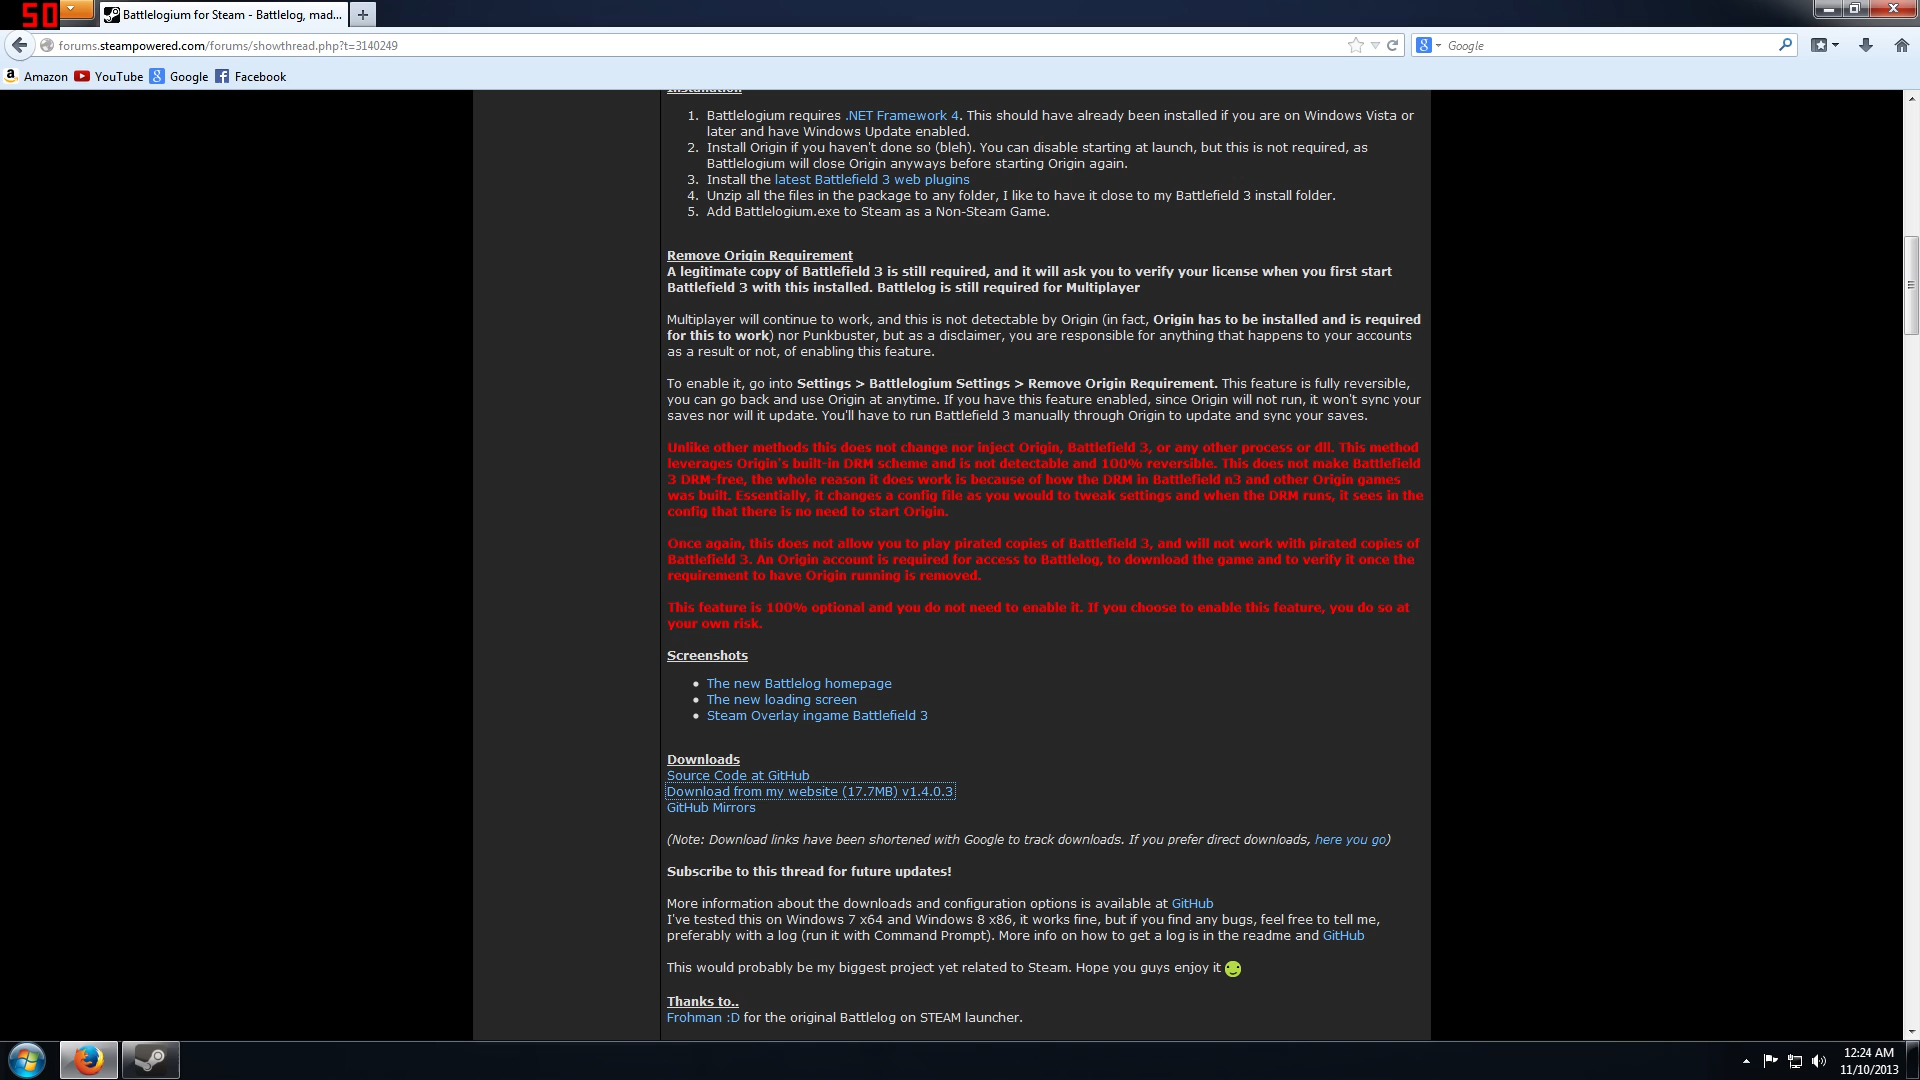 50
Battlelogium for Steam - Battlelog, mad...
forums.steampowered.com/forums/showthread.php?t=3140249
Google
Amazon YouTube Google Facebook
Installation
1. Battlelogium requires .NET Framework 4. This should have already been installed if you are on Windows Vista or
later and have Windows Update enabled.
2. Install Origin if you haven't done so (bleh). You can disable starting at launch, but this is not required, as
Battlelogium will close Origin anyways before starting Origin again.
3. Install the latest Battlefield 3 web plugins
4. Unzip all the files in the package to any folder, I like to have it close to my Battlefield 3 install folder.
5. Add Battlelogium.exe to Steam as a Non-Steam Game.
Remove Origin Requirement
A legitimate copy of Battlefield 3 is still required, and it will ask you to verify your license when you first start
Battlefield 3 with this installed. Battlelog is still required for Multiplayer
Multiplayer will continue to work, and this is not detectable by Origin (in fact, Origin has to be installed and is required
for this to work) nor Punkbuster, but as a disclaimer, you are responsible for anything that happens to your accounts
as a result or not, of enabling this feature.
To enable it, go into Settings > Battlelogium Settings > Remove Origin Requirement. This feature is fully reversible,
you can go back and use Origin at anytime. If you have this feature enabled, since Origin will not run, it won't sync your
saves nor will it update. You'll have to run Battlefield 3 manually through Origin to update and sync your saves.
Unlike other methods this does not change nor inject Origin, Battlefield 3, or any other process or dll. This method
leverages Origin's built-in DRM scheme and is not detectable and 100% reversible. This does not make Battlefield
3 DRM-free, the whole reason it does work is because of how the DRM in Battlefield n3 and other Origin games
was built. Essentially, it changes a config file as you would to tweak settings and when the DRM runs, it sees in the
config that there is no need to start Origin.
Once again, this does not allow you to play pirated copies of Battlefield 3, and will not work with pirated copies of
Battlefield 3. An Origin account is required for access to Battlelog, to download the game and to verify it once the
requirement to have Origin running is removed.
This feature is 100% optional and you do not need to enable it. If you choose to enable this feature, you do so at
your own risk.
Screenshots
• The new Battlelog homepage
• The new loading screen
• Steam Overlay ingame Battlefield 3
Downloads
Source Code at GitHub
Download from my website (17.7MB) v1.4.0.3
GitHub Mirrors
(Note: Download links have been shortened with Google to track downloads. If you prefer direct downloads, here you go)
Subscribe to this thread for future updates!
More information about the downloads and configuration options is available at GitHub
I've tested this on Windows 7 x64 and Windows 8 x86, it works fine, but if you find any bugs, feel free to tell me,
preferably with a log (run it with Command Prompt). More info on how to get a log is in the readme and GitHub
This would probably be my biggest project yet related to Steam. Hope you guys enjoy it
Thanks to..
Frohman :D for the original Battlelog on STEAM launcher.
12:24 AM
11/10/2013